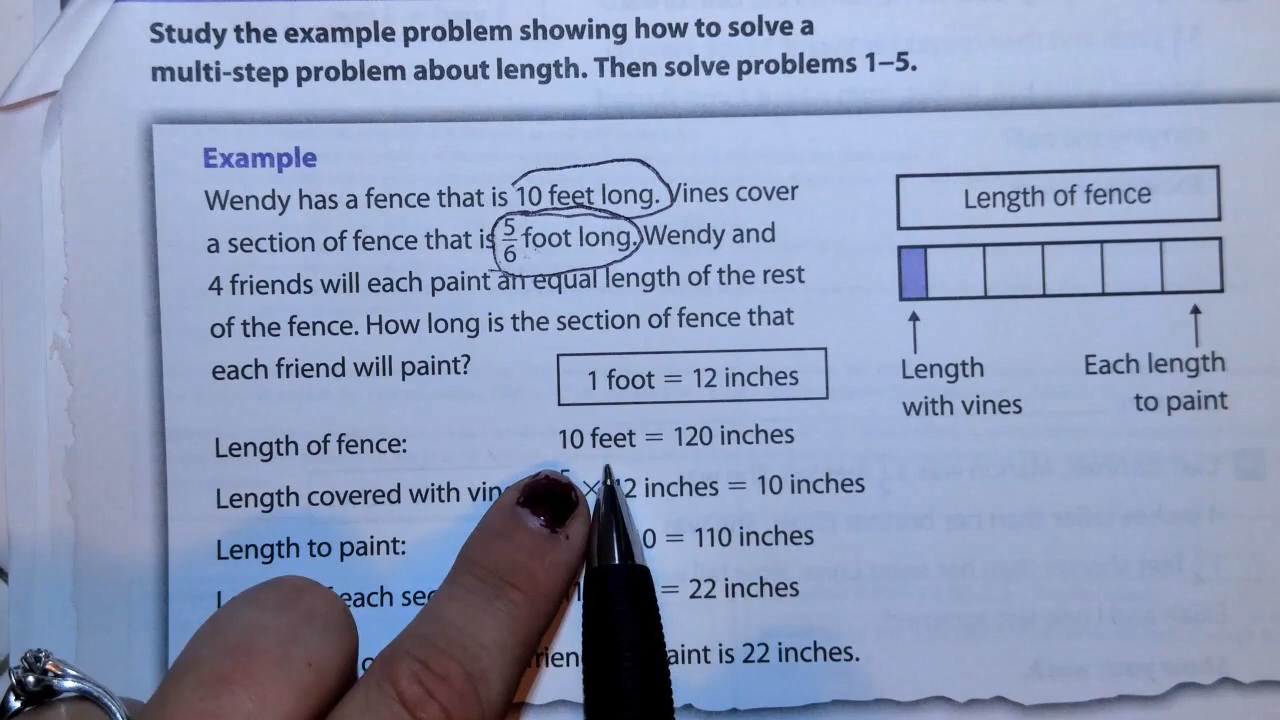 Study the example problem showing how to solve a
multi-step problem about length. Then solve problems 1–5.
Example
Wendy has a fence that is 10 feet long. Vines cover
a section of fence that is 5/6 foot long. Wendy and
4 friends will each paint an equal length of the rest
of the fence. How long is the section of fence that
each friend will paint?
1 foot = 12 inches
Length of fence
Length
with vines
Each length
to paint
Length of fence: 10 feet = 120 inches
Length covered with × 2 inches = 10 inches
Length to paint: 0 = 110 inches
each = 22 inches
is 22 inches.